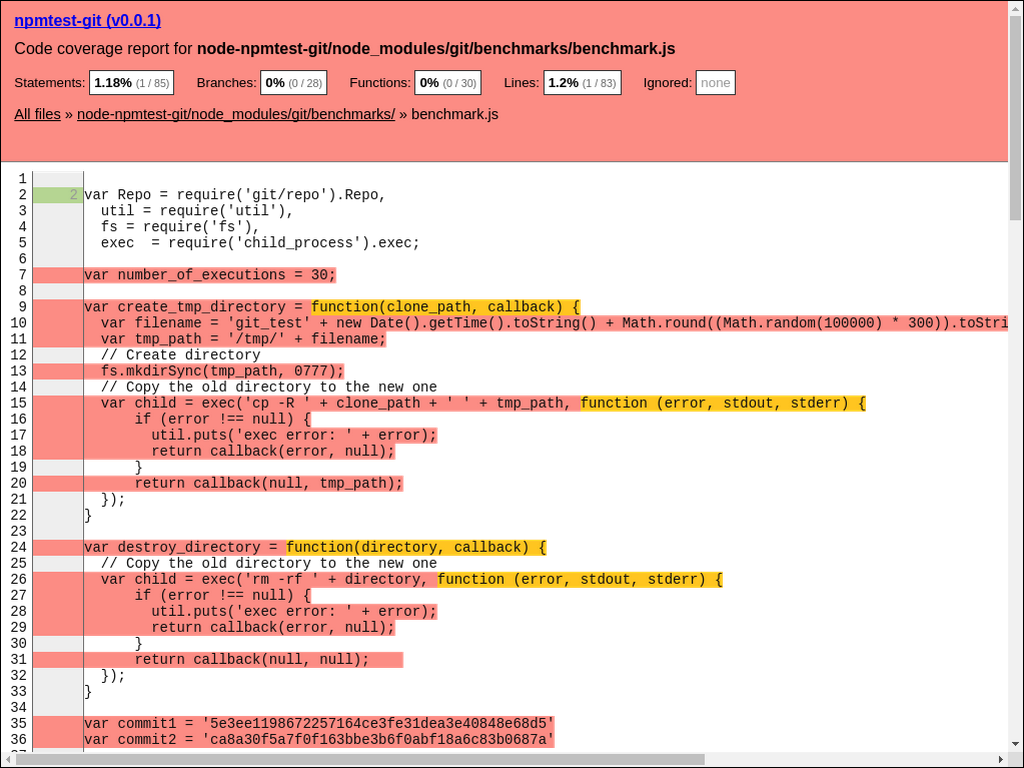 npmtest-git (v0.0.1)
Code coverage report for node-npmtest-git/node_modules/git/benchmarks/benchmark.js
Statements: 1.18% (1 / 85) Branches: 0% (0 / 28) Functions: 0% (0 / 30) Lines: 1.2% (1 / 83) Ignored: none
All files » node-npmtest-git/node_modules/git/benchmarks/ » benchmark.js
1
2 2 var Repo = require('git/repo').Repo,
3 util = require('util'),
4 fs = require('fs'),
5 exec  = require('child_process').exec;
6
7 var number_of_executions = 30;
8
9 var create_tmp_directory = function(clone_path, callback) {
10 var filename = 'git_test' + new Date().getTime().toString() + Math.round((Math.random(100000) * 300)).toStri
11 var tmp_path = '/tmp/' + filename;
12 // Create directory
13 fs.mkdirSync(tmp_path, 0777);
14 // Copy the old directory to the new one
15 var child = exec('cp -R ' + clone_path + ' ' + tmp_path, function (error, stdout, stderr) {
16 if (error !== null) {
17 util.puts('exec error: ' + error);
18 return callback(error, null);
19 }
20 return callback(null, tmp_path);
21 });
22 }
23
24 var destroy_directory = function(directory, callback) {
25 // Copy the old directory to the new one
26 var child = exec('rm -rf ' + directory, function (error, stdout, stderr) {
27 if (error !== null) {
28 util.puts('exec error: ' + error);
29 return callback(error, null);
30 }
31 return callback(null, null);
32 });
33 }
34
35 var commit1 = '5e3ee1198672257164ce3fe31dea3e40848e68d5'
36 var commit2 = 'ca8a30f5a7f0f163bbe3b6f0abf18a6c83b0687a'